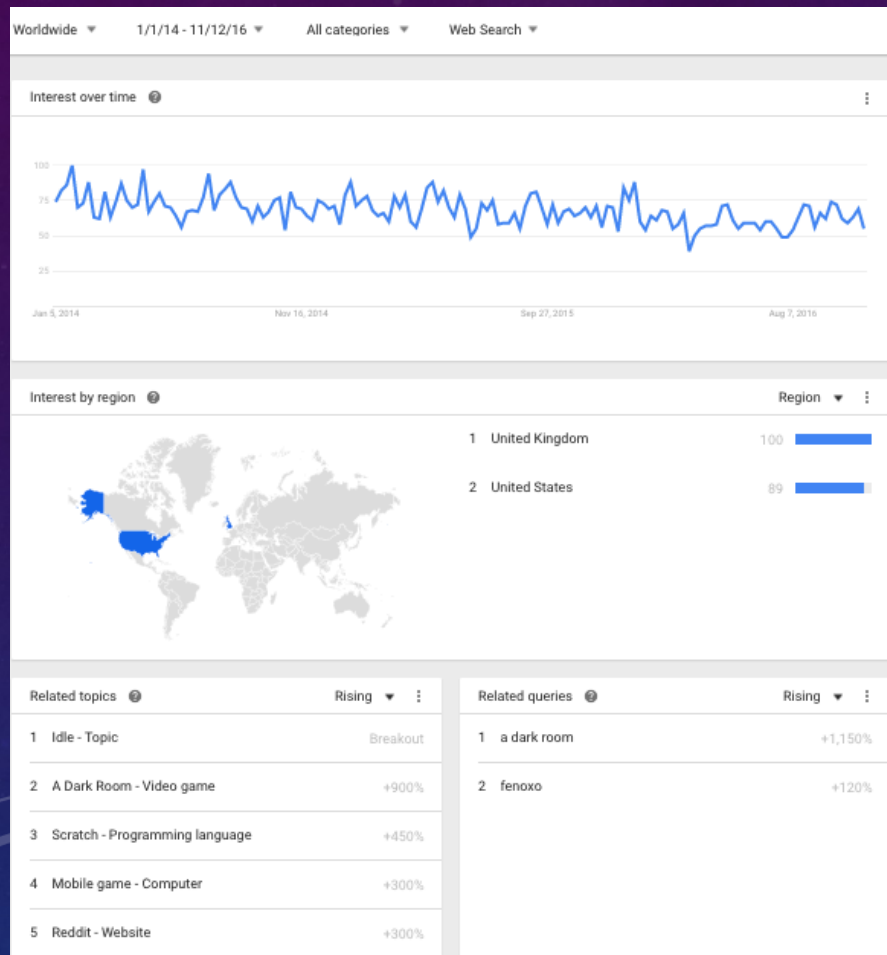 Worldwide 1/1/14 - 11/12/16 All categories Web Search
Interest over time
100
75
50
25
Jan 5, 2014 Nov 16, 2014 Sep 27, 2015 Aug 7, 2016
Interest by region Region
1 United Kingdom 100
2 United States 89
Related topics Rising
1 Idle - Topic Breakout
2 A Dark Room - Video game +900%
3 Scratch - Programming language +450%
4 Mobile game - Computer +300%
5 Reddit - Website +300%
Related queries Rising
1 a dark room +1,150%
2 fenoxo +120%